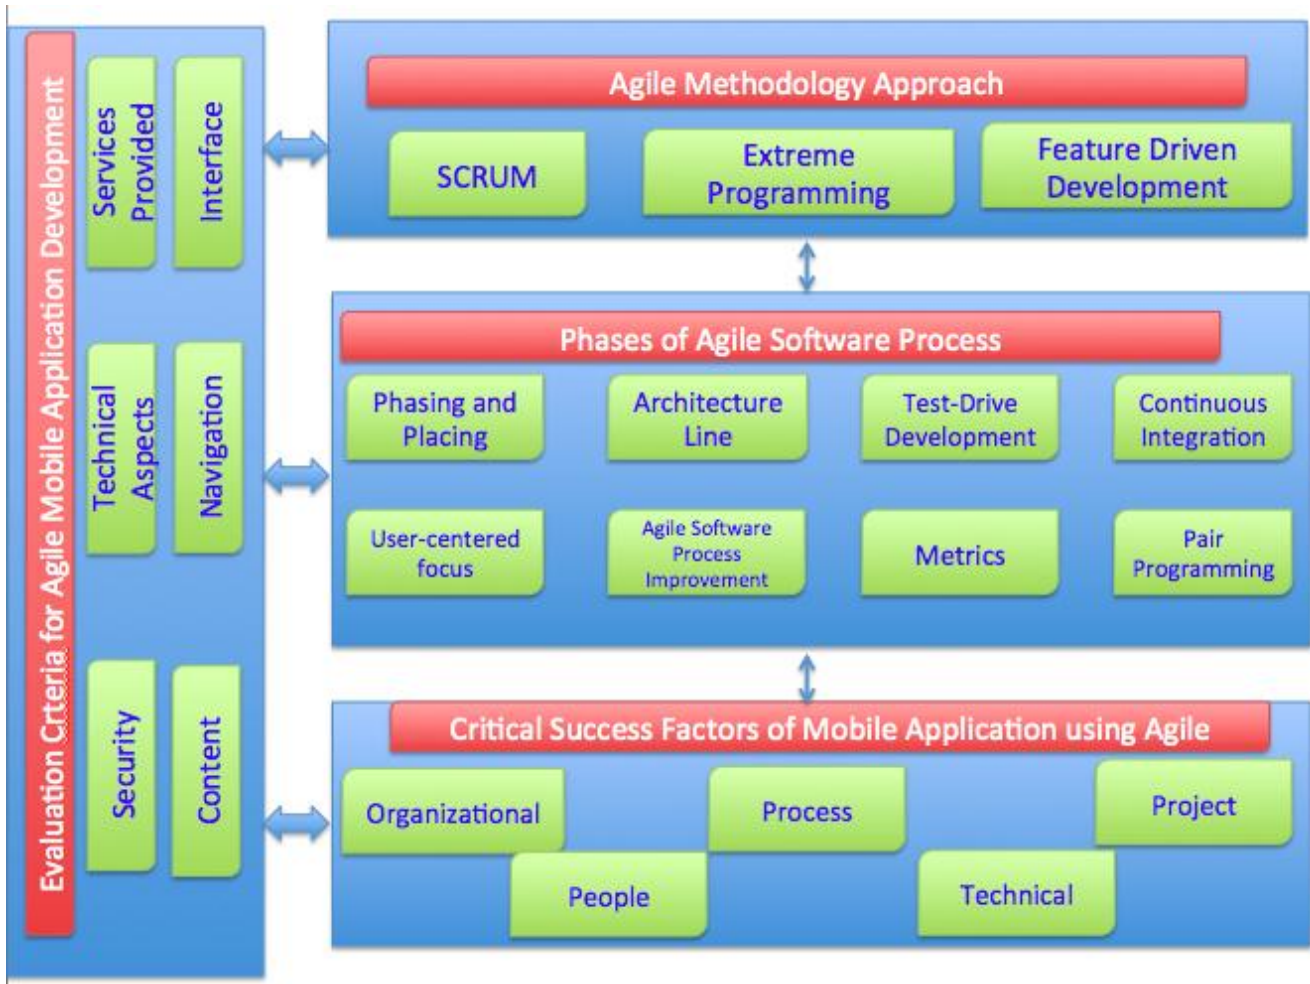 Evaluation Crteria for Agile Mobile Application Development
Services
Provided
Interface
Technical
Aspects
Navigation
Security
Content
Agile Methodology Approach
SCRUM
Extreme
Programming
Feature Driven
Development
Phases of Agile Software Process
Phasing and
Placing
Architecture
Line
Test-Drive
Development
Continuous
Integration
User-centered
focus
Agile Software
Process
Improvement
Metrics
Pair
Programming
Critical Success Factors of Mobile Application using Agile
Organizational
People
Process
Technical
Project